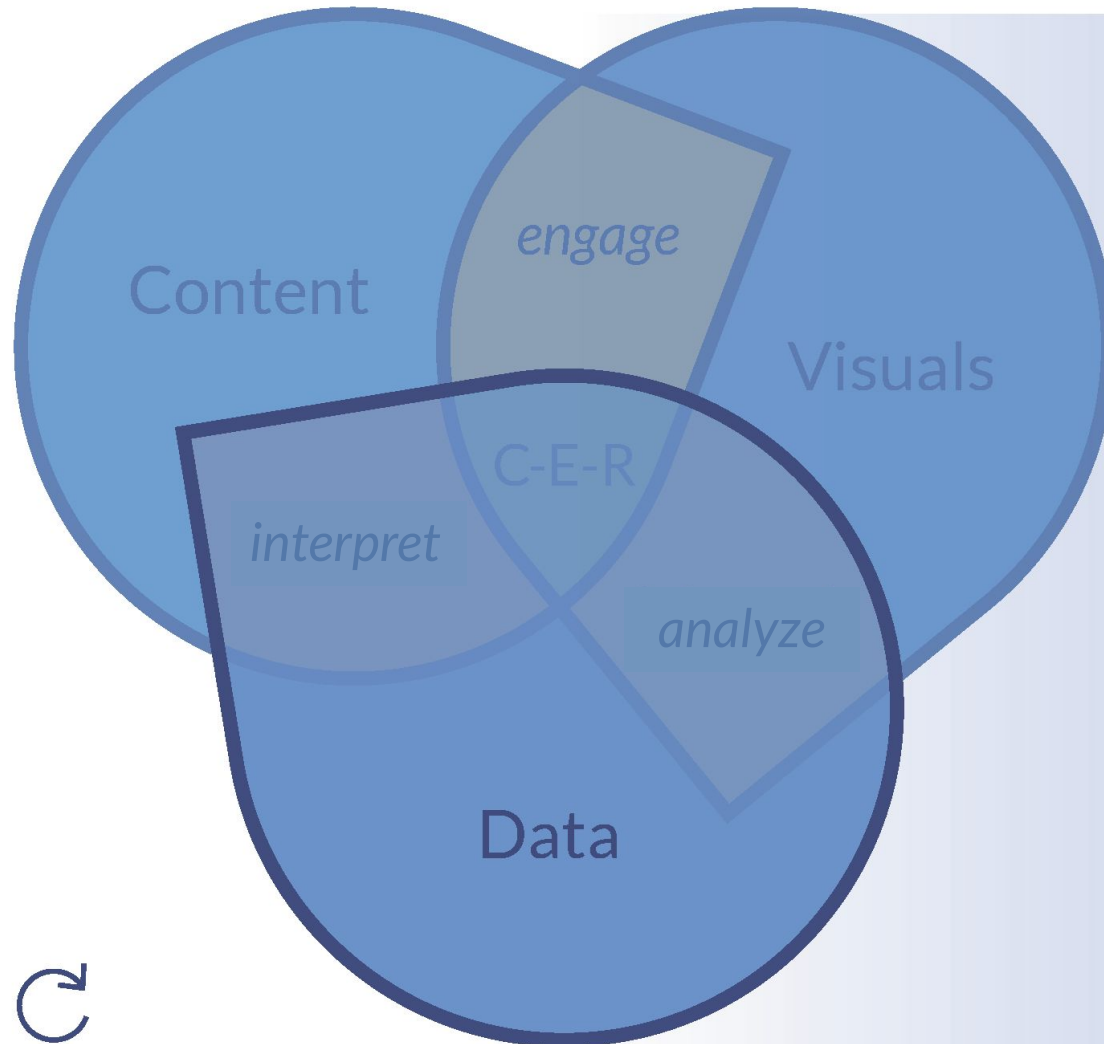 engage
Content
Visuals
C-E-R
interpret
analyze
Data